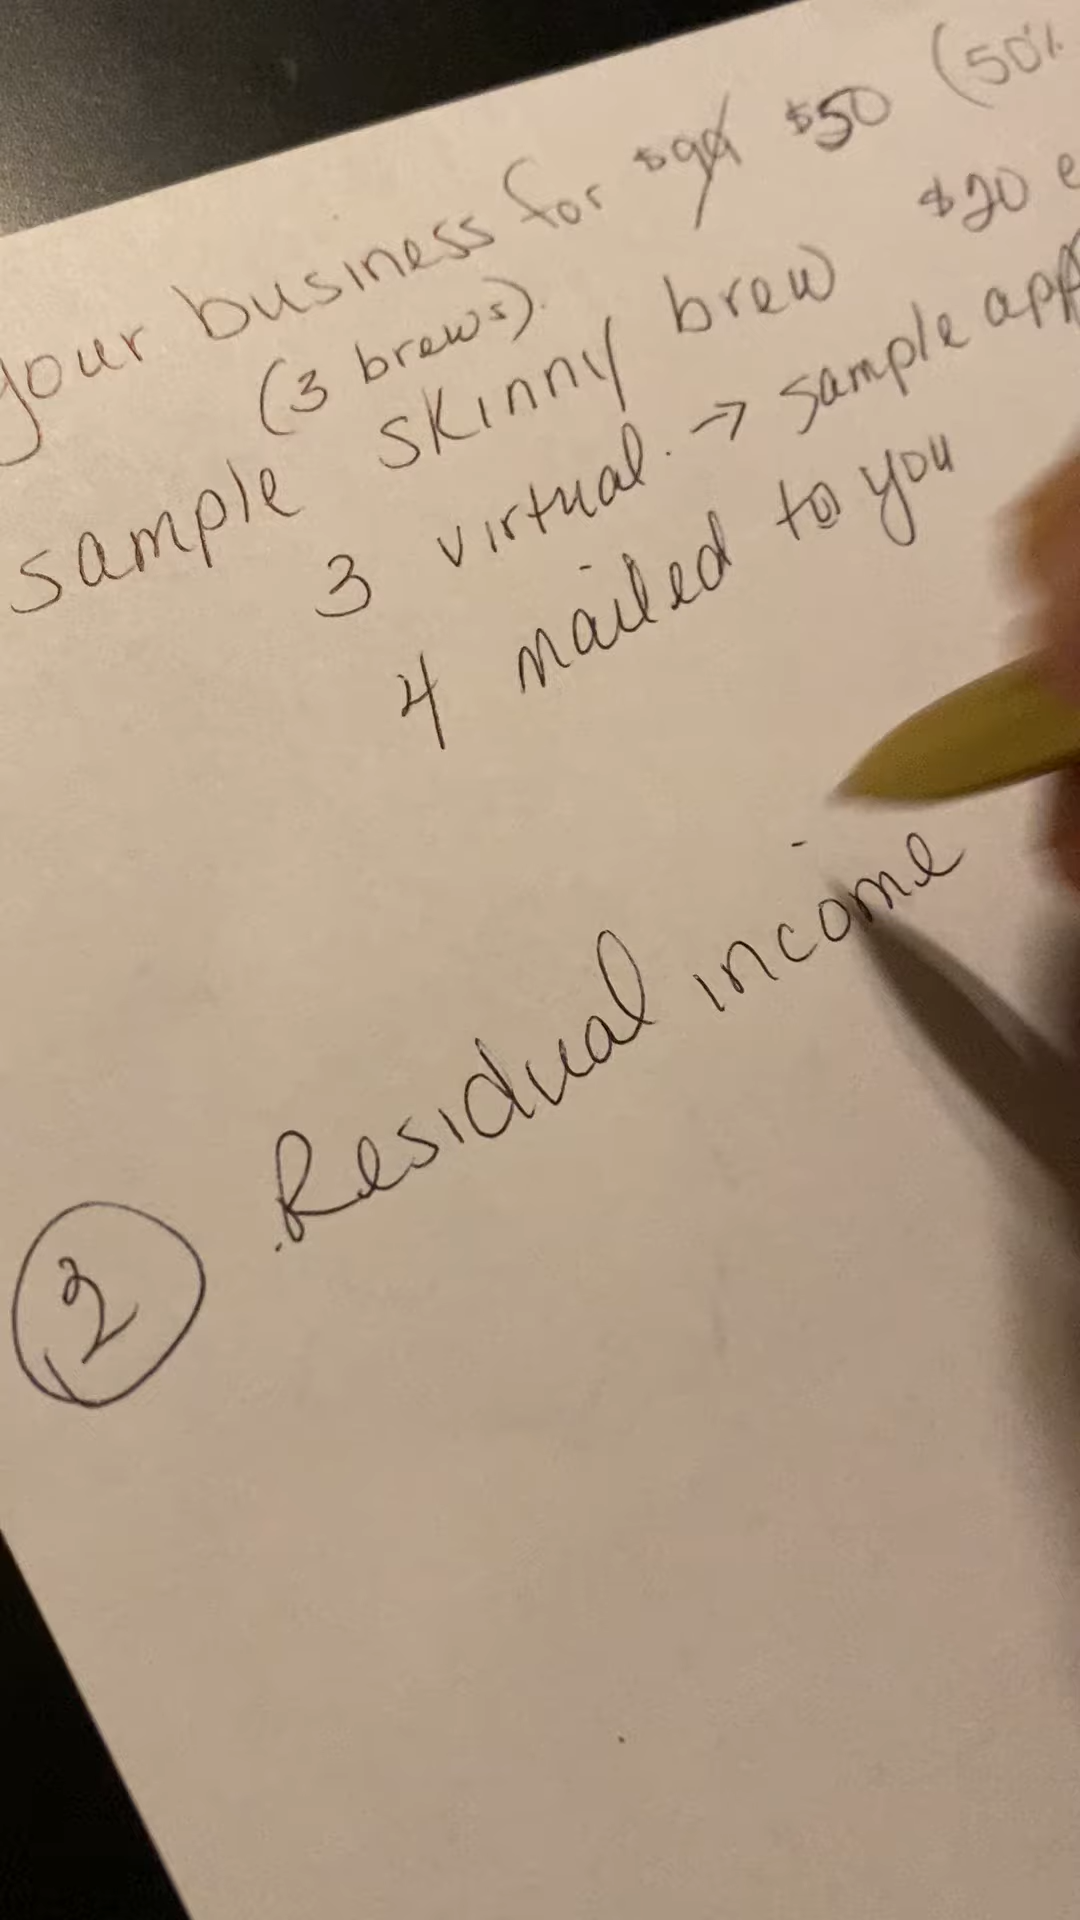 your business for $99 $50 (50%
(3 brews).
$20 e
sample skinny brew
3 virtual. → sample app
4 mailed to you
2 Residual income